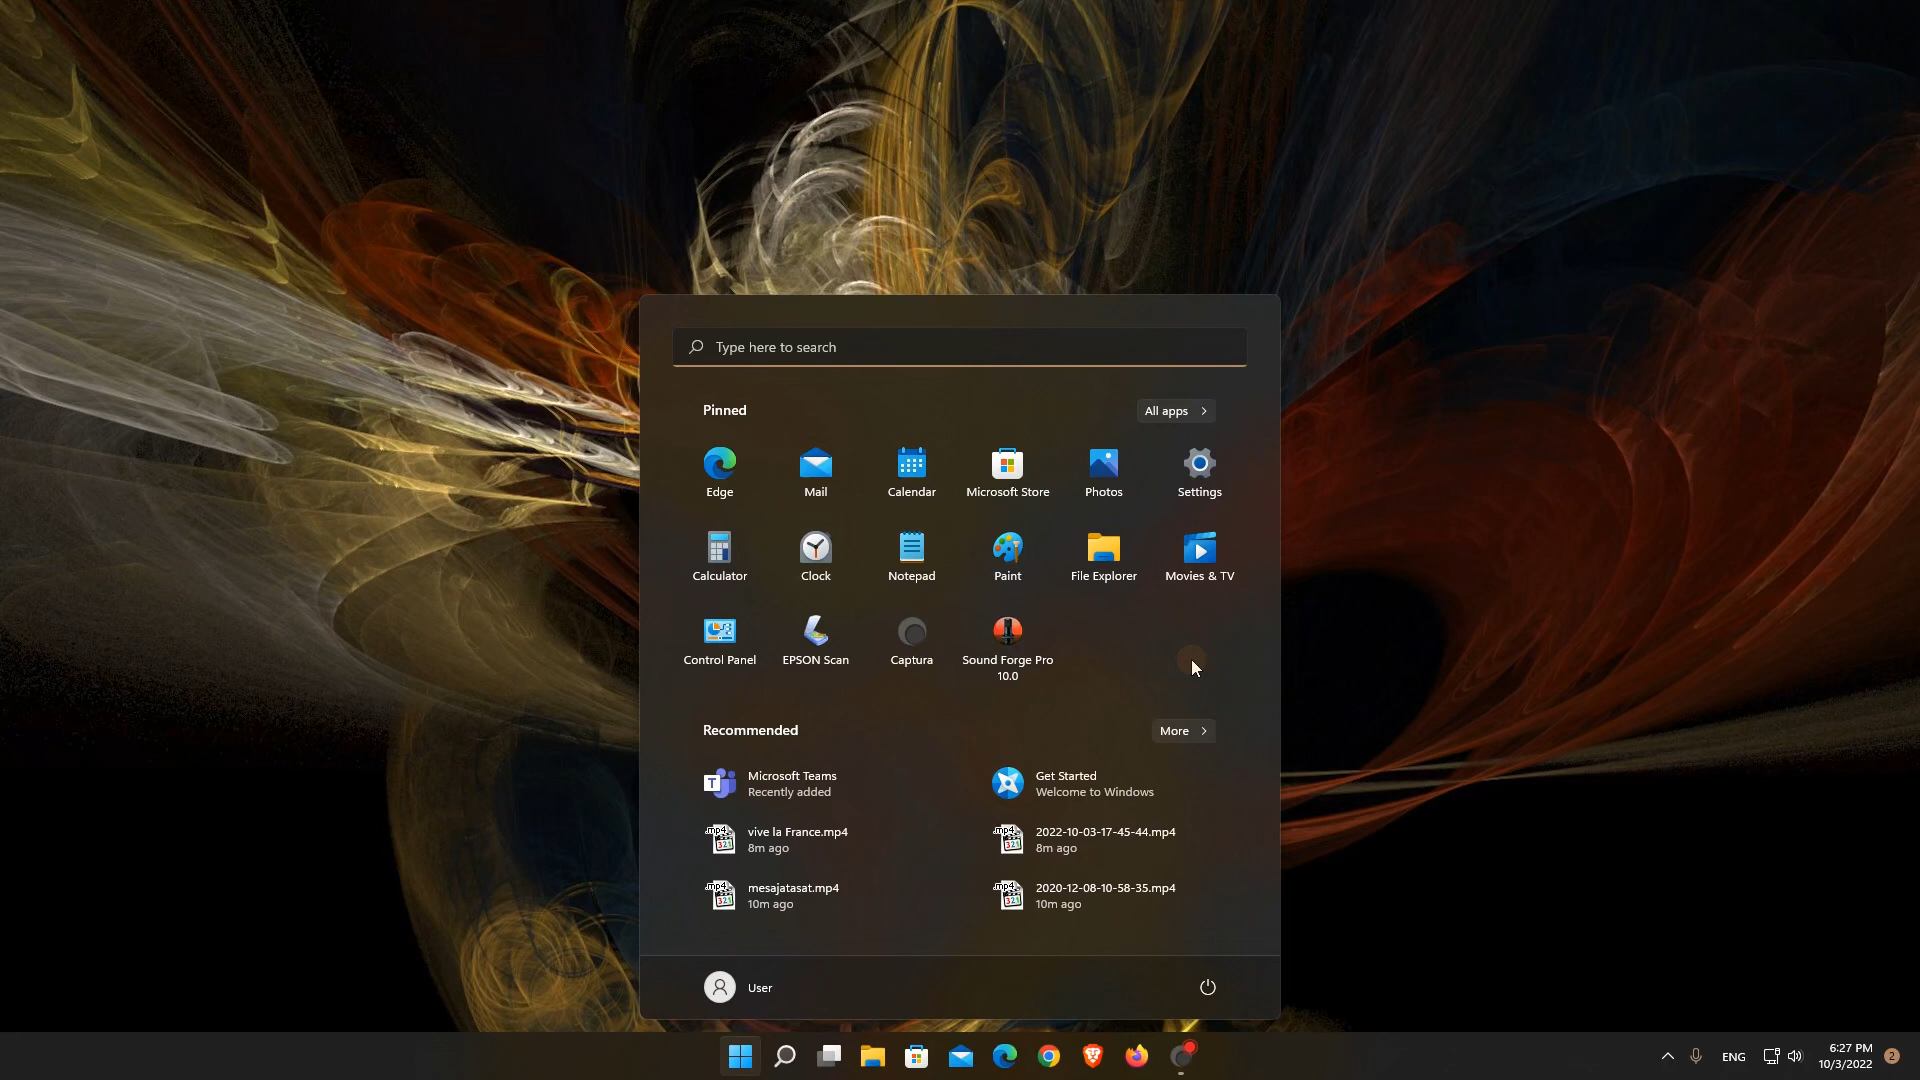 Type here to search
Pinned
All apps
Edge
Mail
Calendar
Microsoft Store
Photos
Settings
Calculator
Clock
Notepad
Paint
File Explorer
Movies & TV
Control Panel
EPSON Scan
Captura
Sound Forge Pro
10.0
Recommended
More
Microsoft Teams
Recently added
Get Started
Welcome to Windows
vive la France.mp4
8m ago
2022-10-03-17-45-44.mp4
8m ago
mesajatasat.mp4
10m ago
2020-12-08-10-58-35.mp4
10m ago
User
ENG
6:27 PM
10/3/2022
2